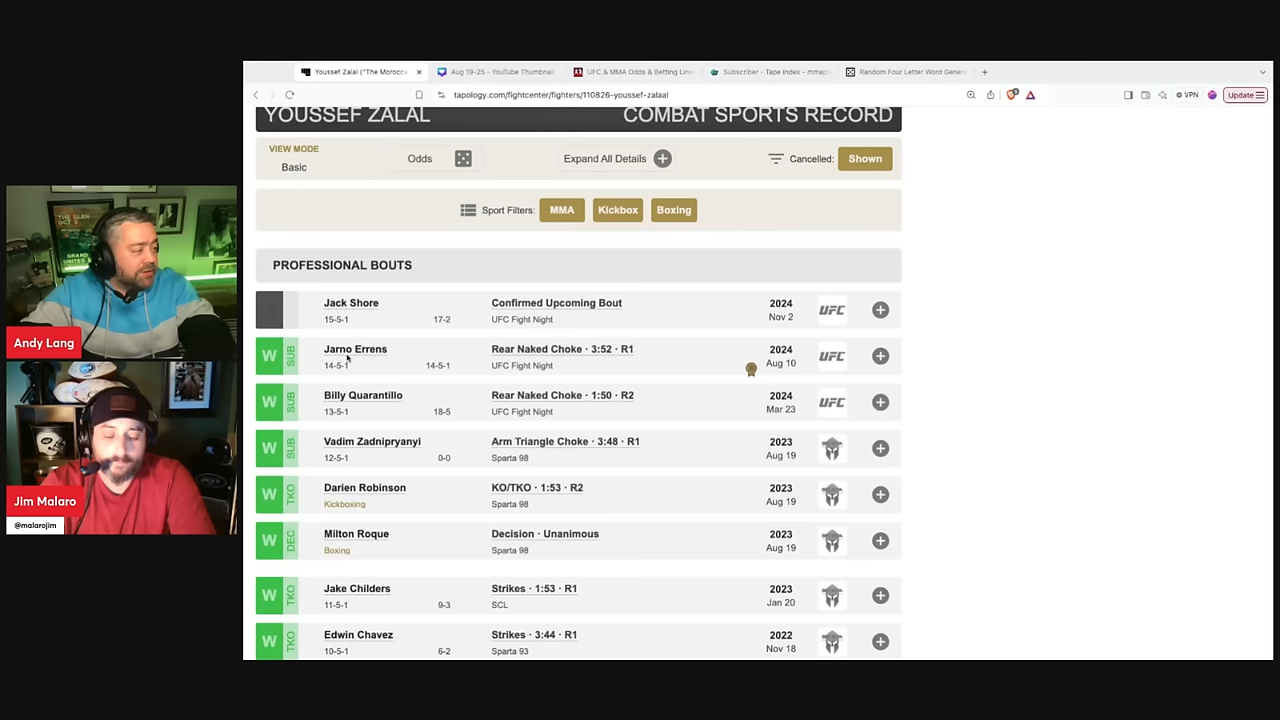 Youssef Zalal ("The Morocca
Aug 19-25 - YouTube Thumbnail
UFC & MMA Odds & Betting Line
Subscriber - Tape Index - mmapl
Random Four Letter Word Genera
tapology.com/fightcenter/fighters/110826-youssef-zalaal
VPN
Update
YOUSSEF ZALAL
COMBAT SPORTS RECORD
VIEW MODE
Basic
Odds
Expand All Details
Cancelled:
Shown
Sport Filters:
MMA
Kickbox
Boxing
PROFESSIONAL BOUTS
Jack Shore
Confirmed Upcoming Bout
2024
UFC
15-5-1
17-2
UFC Fight Night
Nov 2
W
SUB
Jarno Errens
Rear Naked Choke · 3:52 · R1
2024
UFC
14-5-1
14-5-1
UFC Fight Night
Aug 10
W
SUB
Billy Quarantillo
Rear Naked Choke · 1:50 · R2
2024
UFC
13-5-1
18-5
UFC Fight Night
Mar 23
W
SUB
Vadim Zadnipryanyi
Arm Triangle Choke · 3:48 · R1
2023
12-5-1
0-0
Sparta 98
Aug 19
W
TKO
Darien Robinson
KO/TKO · 1:53 · R2
2023
Kickboxing
Sparta 98
Aug 19
W
DEC
Milton Roque
Decision · Unanimous
2023
Boxing
Sparta 98
Aug 19
W
TKO
Jake Childers
Strikes · 1:53 · R1
2023
11-5-1
9-3
SCL
Jan 20
W
TKO
Edwin Chavez
Strikes · 3:44 · R1
2022
10-5-1
6-2
Sparta 93
Nov 18
THE GLEN
GRAND
Andy Lang
Jim Malaro
@malarojim